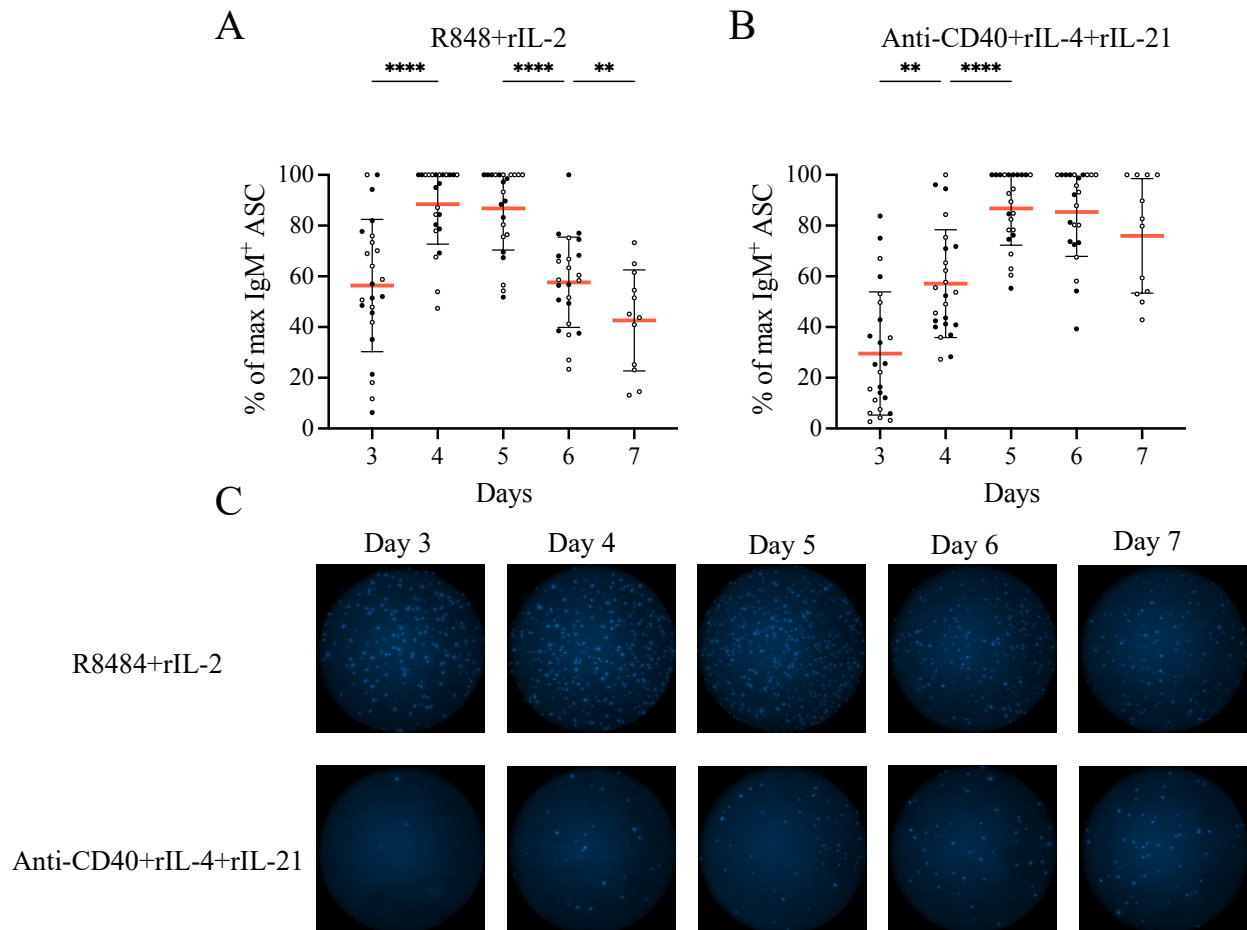 A
R848+rIL-2
**** **** **
% of max IgM⁺ ASC
100
80
60
40
20
0
3 4 5 6 7
Days
B
Anti-CD40+rIL-4+rIL-21
** ****
% of max IgM⁺ ASC
100
80
60
40
20
0
3 4 5 6 7
Days
C
Day 3 Day 4 Day 5 Day 6 Day 7
R8484+rIL-2
Anti-CD40+rIL-4+rIL-21